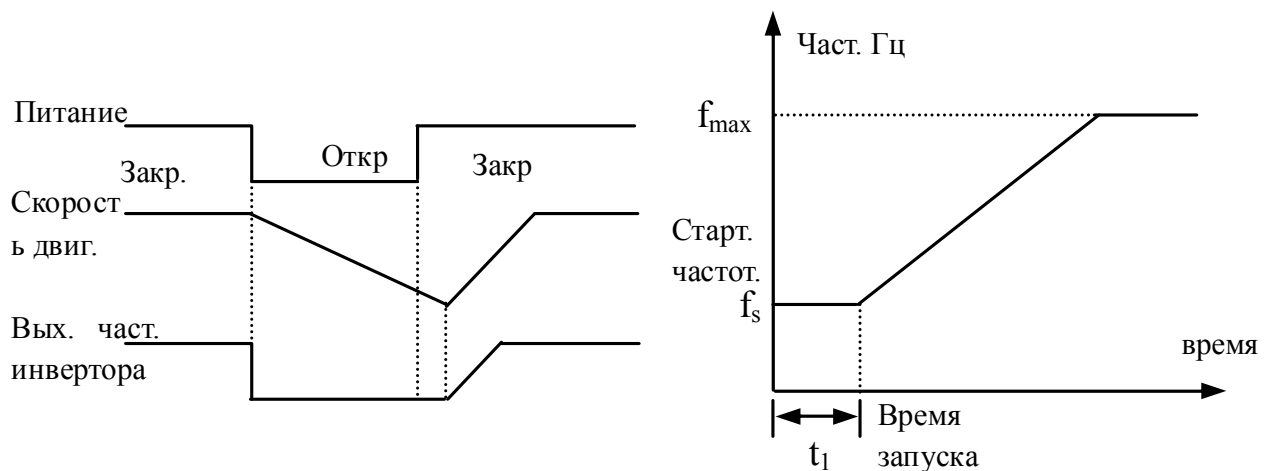 Питание
Закр.
Откр
Закр
Скорост
ь двиг.
Вых. част.
инвертора
Част. Гц
fmax
Старт.
частот.
fs
время
t1
Время
запуска